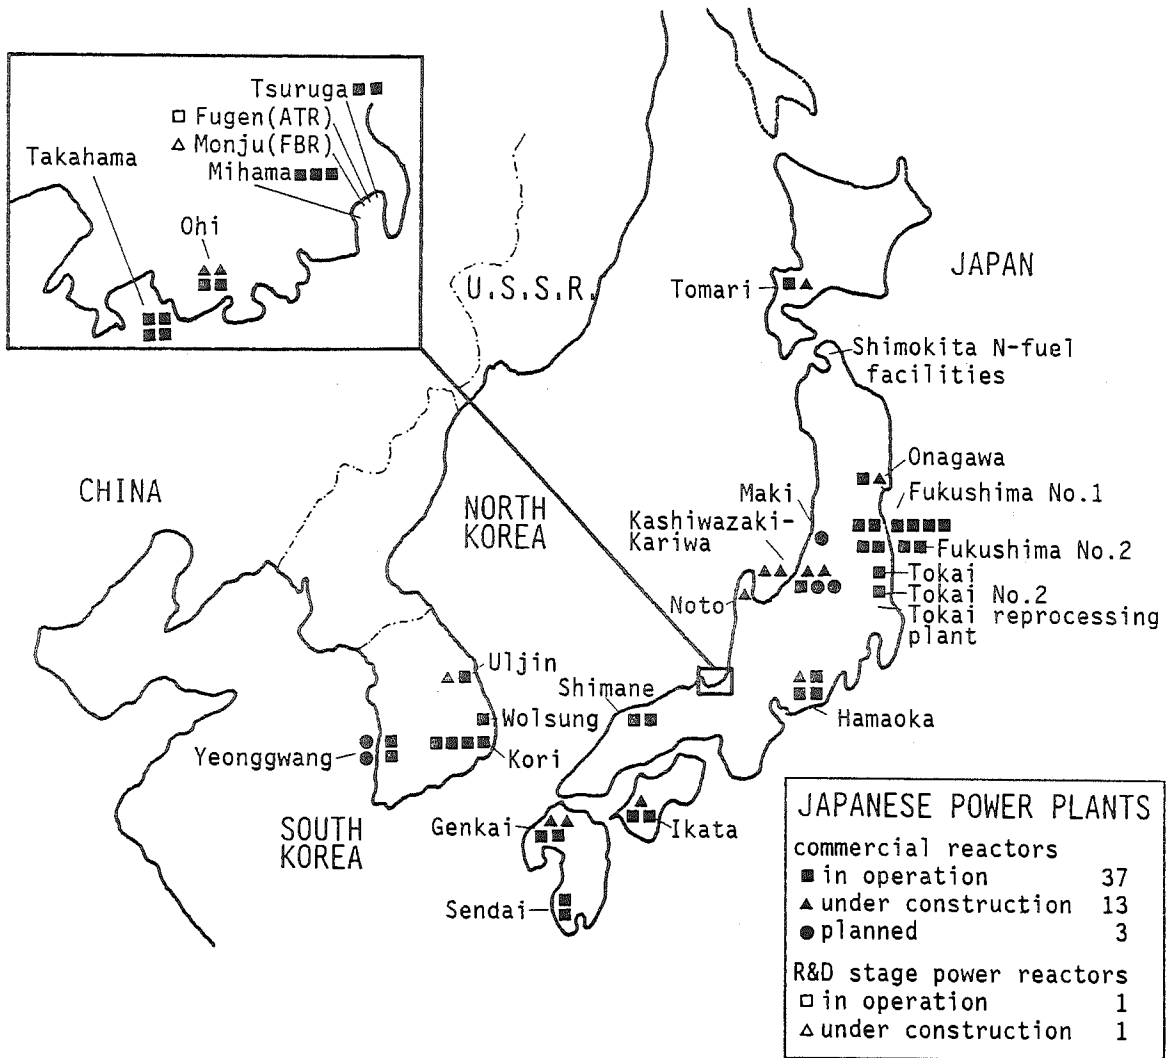 Tsuruga
Fugen(ATR)
Monju(FBR)
Mihama
Takahama
Ohi
U.S.S.R.
JAPAN
Tomari
Shimokita N-fuel
facilities
CHINA
NORTH
KOREA
Onagawa
Maki
Fukushima No.1
Kashiwazaki-
Kariwa
Fukushima No.2
Tokai
Tokai No.2
Noto
Tokai reprocessing
plant
Uljin
Shimane
Wolsung
Hamaoka
Yeonggwang
Kori
SOUTH
KOREA
Genkai
Ikata
Sendai
JAPANESE POWER PLANTS
commercial reactors
in operation 37
under construction 13
planned 3
R&D stage power reactors
in operation 1
under construction 1